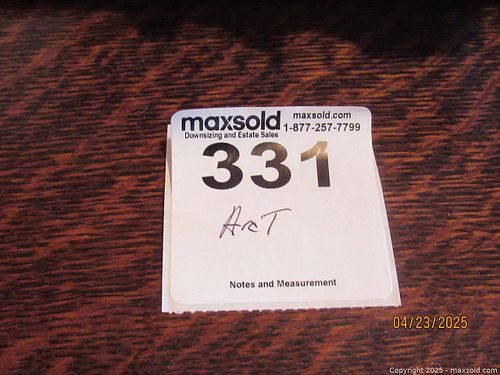 maxsold
maxsold.com
Downsizing and Estate Sales
1-877-257-7799
331
ArT
Notes and Measurement
04/23/2025
Copyright © 2025 - maxsold.com